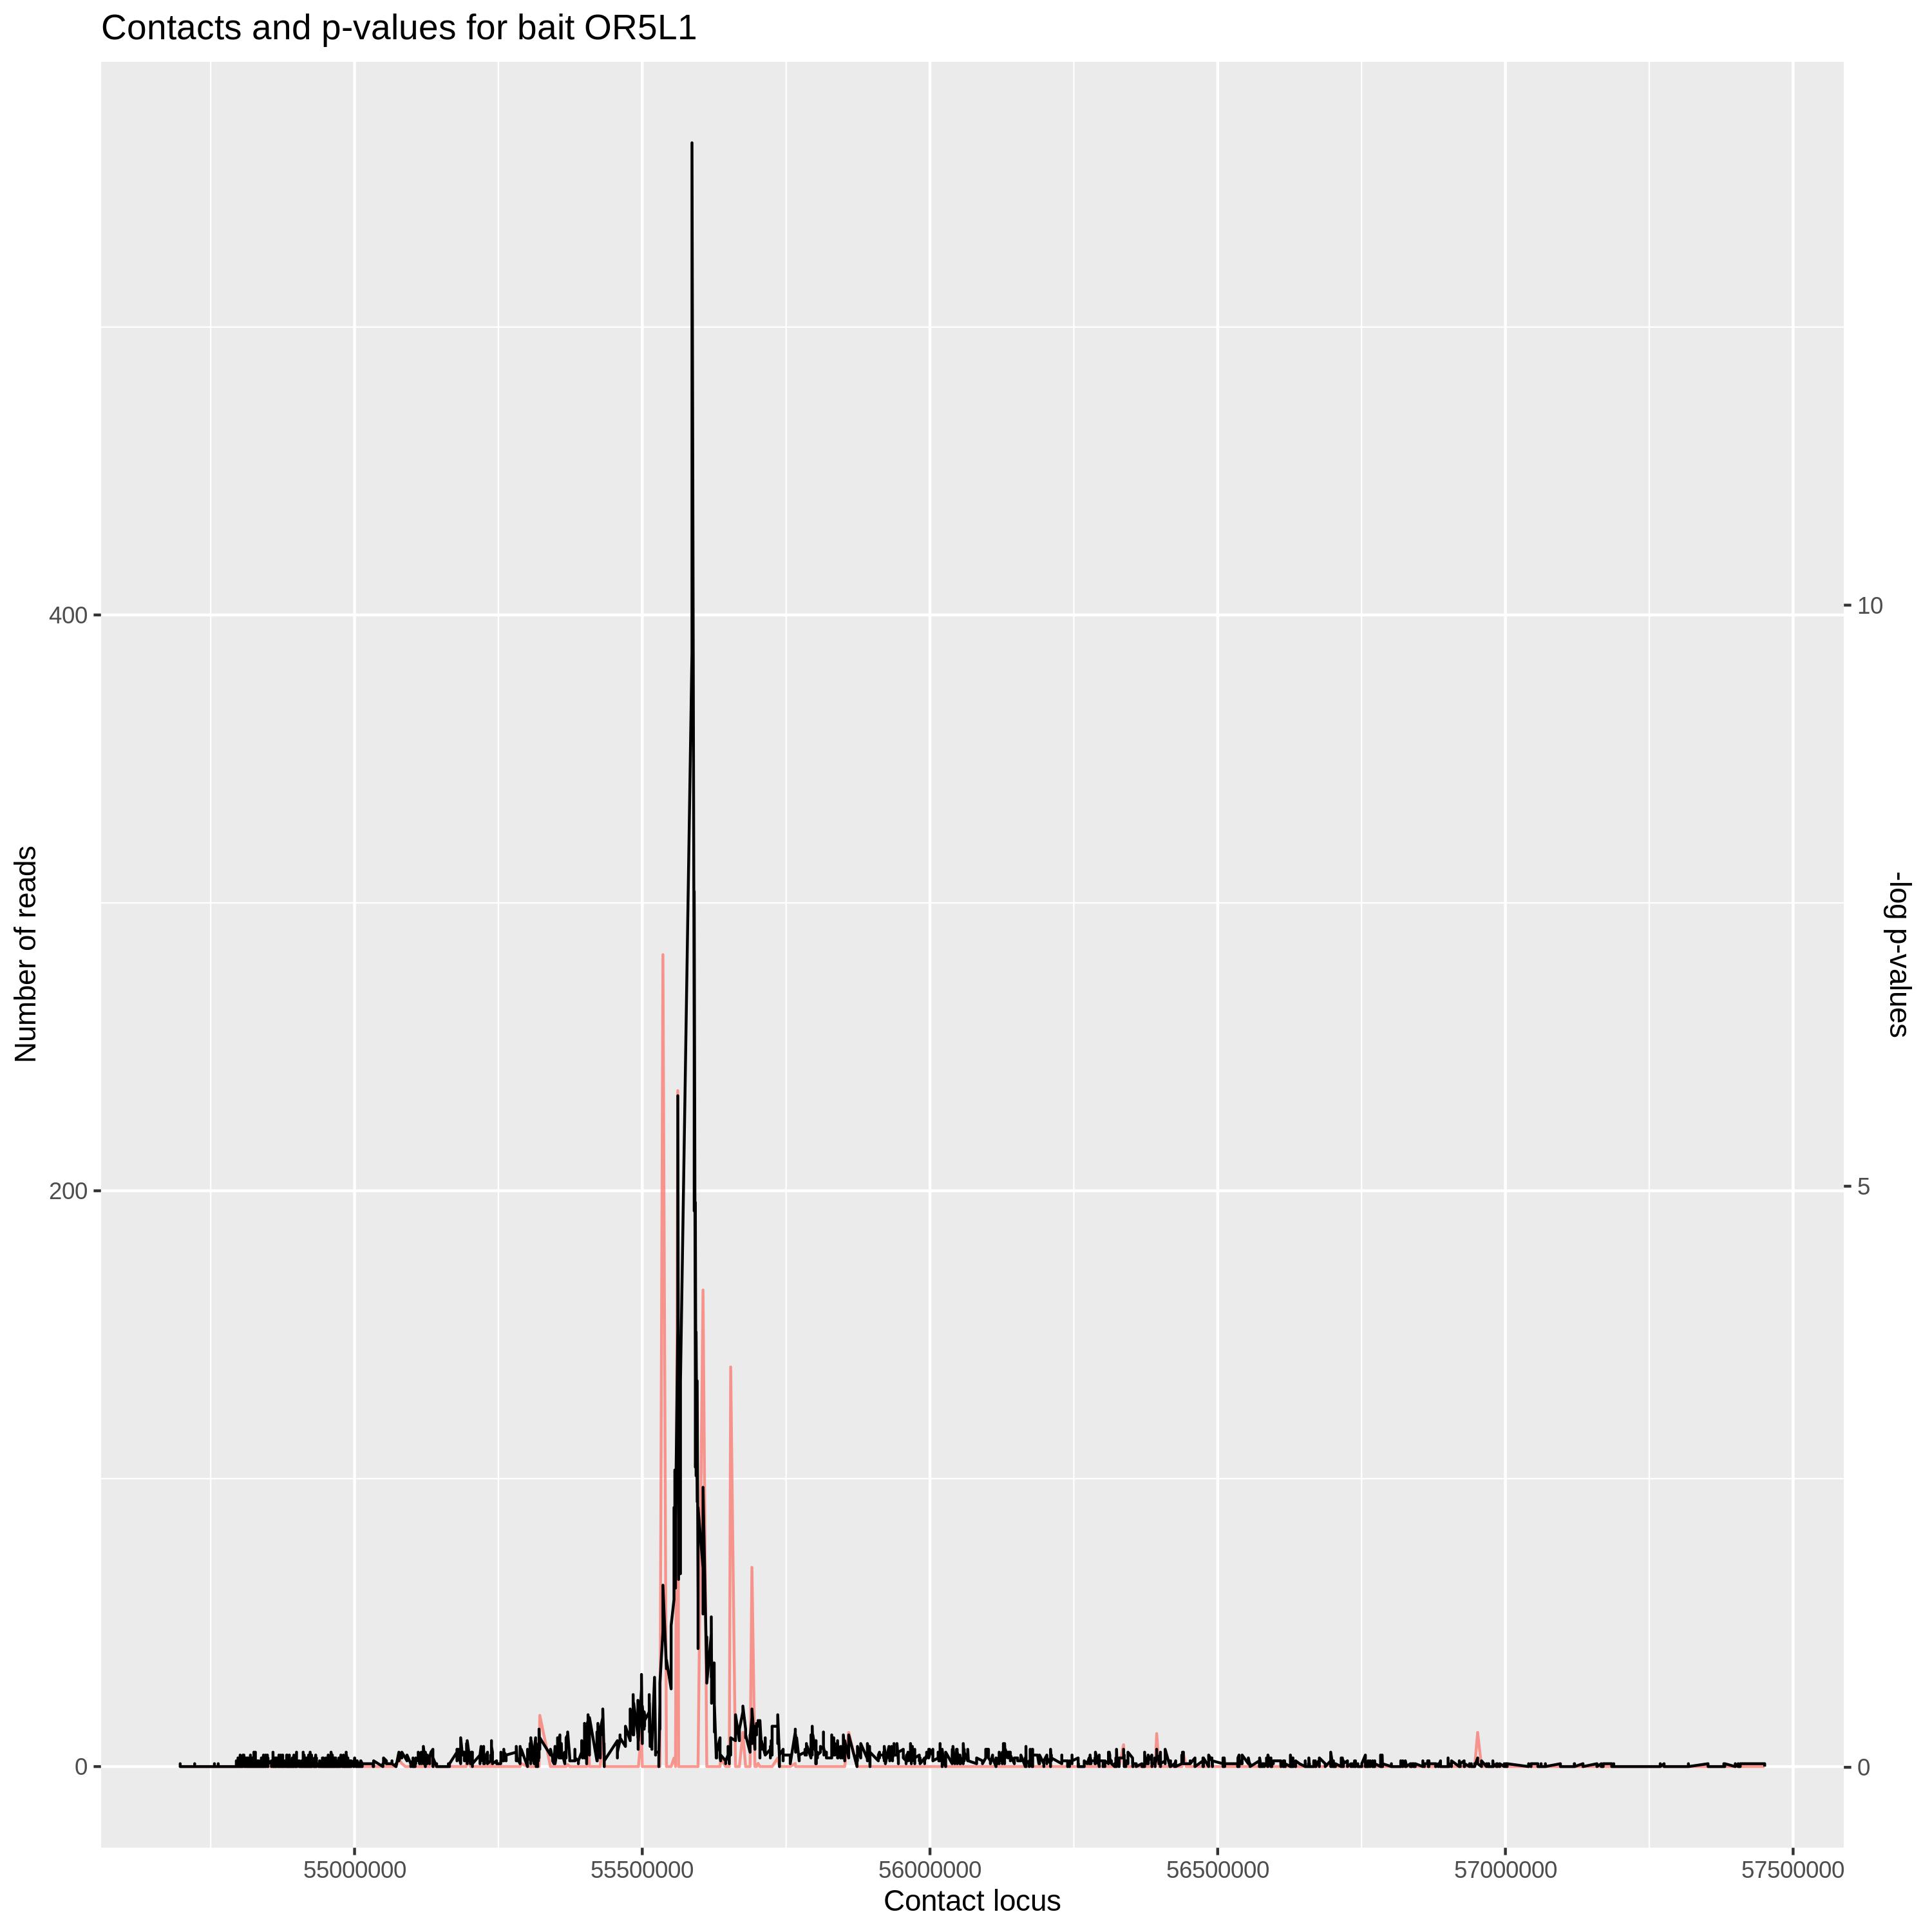 Contacts and p-values for bait OR5L1
Number of reads
400
200
0
10
5
0
-log p-values
55000000 55500000 56000000 56500000 57000000 57500000
Contact locus